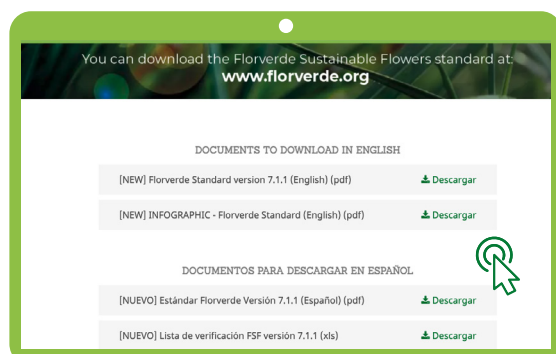 You can download the Florverde Sustainable Flowers standard at:
www.florverde.org
DOCUMENTS TO DOWNLOAD IN ENGLISH
[NEW] Florverde Standard version 7.1.1 (English) (pdf) Descargar
[NEW] INFOGRAPHIC - Florverde Standard (English) (pdf) Descargar
DOCUMENTOS PARA DESCARGAR EN ESPAÑOL
[NUEVO] Estándar Florverde Versión 7.1.1 (Español) (pdf) Descargar
[NUEVO] Lista de verificación FSF versión 7.1.1 (xls) Descargar